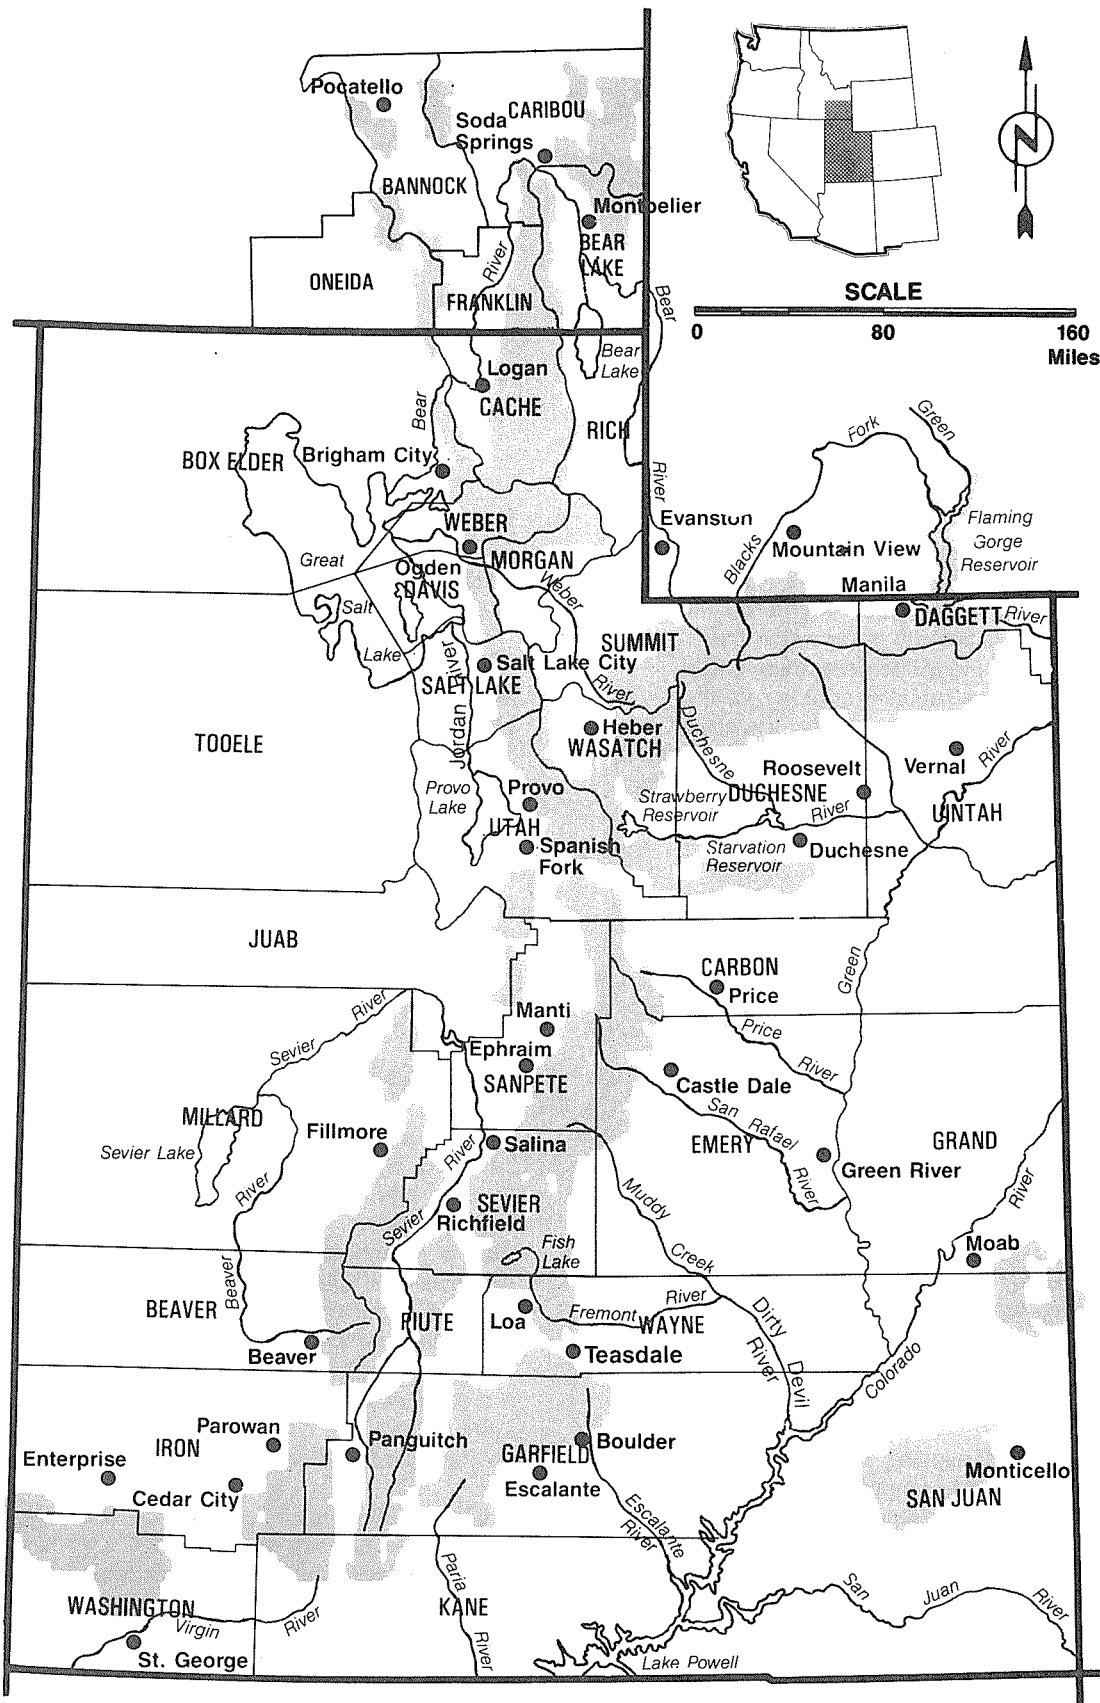 Pocatello
CARIBOU
Soda
Springs
BANNOCK
Montpelier
BEAR
LAKE
ONEIDA
River
FRANKLIN
Bear
N
SCALE
0 80 160
Miles
Logan
CACHE
Bear
Lake
RICH
Bear
BOX ELDER
Brigham City
WEBER
Ogden
MORGAN
DAVIS
Great
Salt
Lake
Weber
River
River
Evanston
Blacks
Fork
Green
Mountain View
Flaming
Gorge
Reservoir
Manila
DAGGETT
River
SUMMIT
Salt Lake City
SALT LAKE
Jordan River
TOOELE
Heber
WASATCH
Duchesne
Provo
Lake
Provo
UTAH
Spanish
Fork
Strawberry
Reservoir
Roosevelt
DUCHESNE
River
Starvation
Reservoir
Duchesne
Vernal
River
UINTAH
JUAB
Green
CARBON
Price
Price
River
Manti
Ephraim
SANPETE
Sevier
River
MILLARD
Fillmore
Sevier Lake
River
Castle Dale
San
Rafael
River
EMERY
Green River
GRAND
River
Moab
Salina
River
SEVIER
Richfield
Sevier
Muddy
Creek
Fish
Lake
Beaver
BEAVER
Beaver
PIUTE
Loa
Fremont
River
WAYNE
Teasdale
Dirty
Devil
River
Colorado
Parowan
IRON
Enterprise
Cedar City
Panguitch
GARFIELD
Boulder
Escalante
Escalante
River
Monticello
SAN JUAN
WASHINGTON
Virgin
River
St. George
Paria
River
KANE
San
Juan
River
Lake Powell